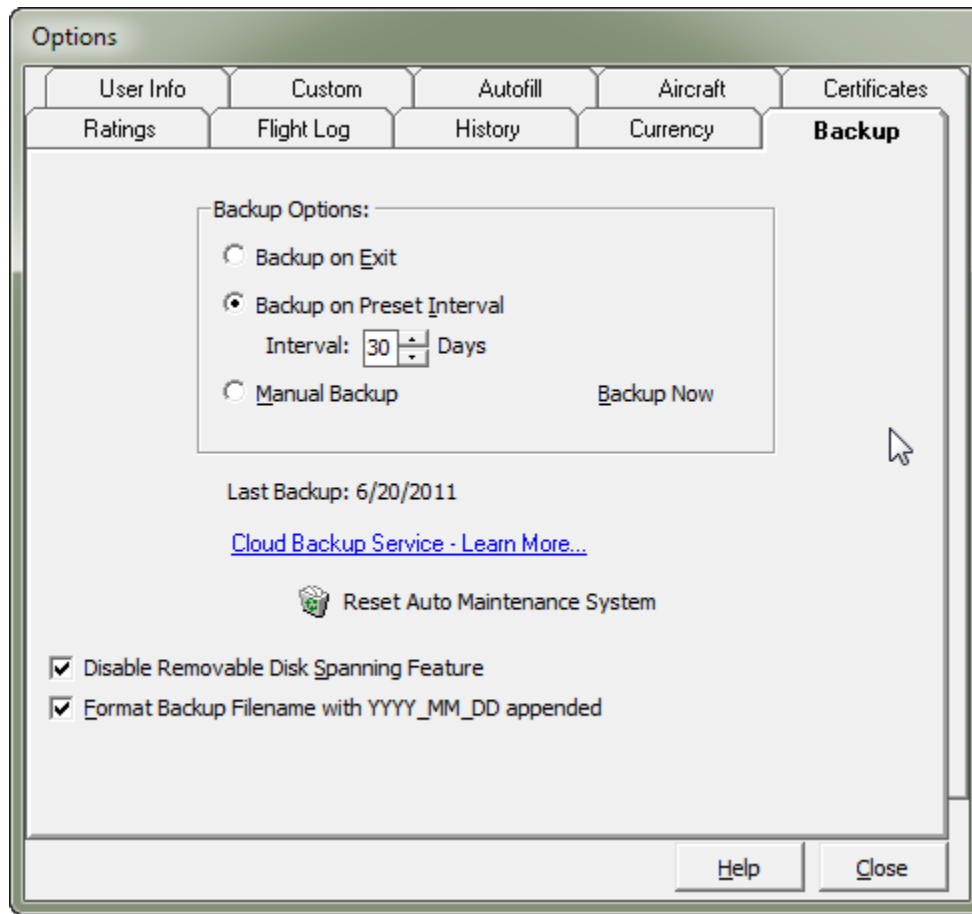 Options
User Info Custom Autofill Aircraft Certificates
Ratings Flight Log History Currency Backup
Backup Options:
Backup on Exit
Backup on Preset Interval
Interval: 30 Days
Manual Backup Backup Now
Last Backup: 6/20/2011
Cloud Backup Service - Learn More...
Reset Auto Maintenance System
Disable Removable Disk Spanning Feature
Format Backup Filename with YYYY_MM_DD appended
Help Close